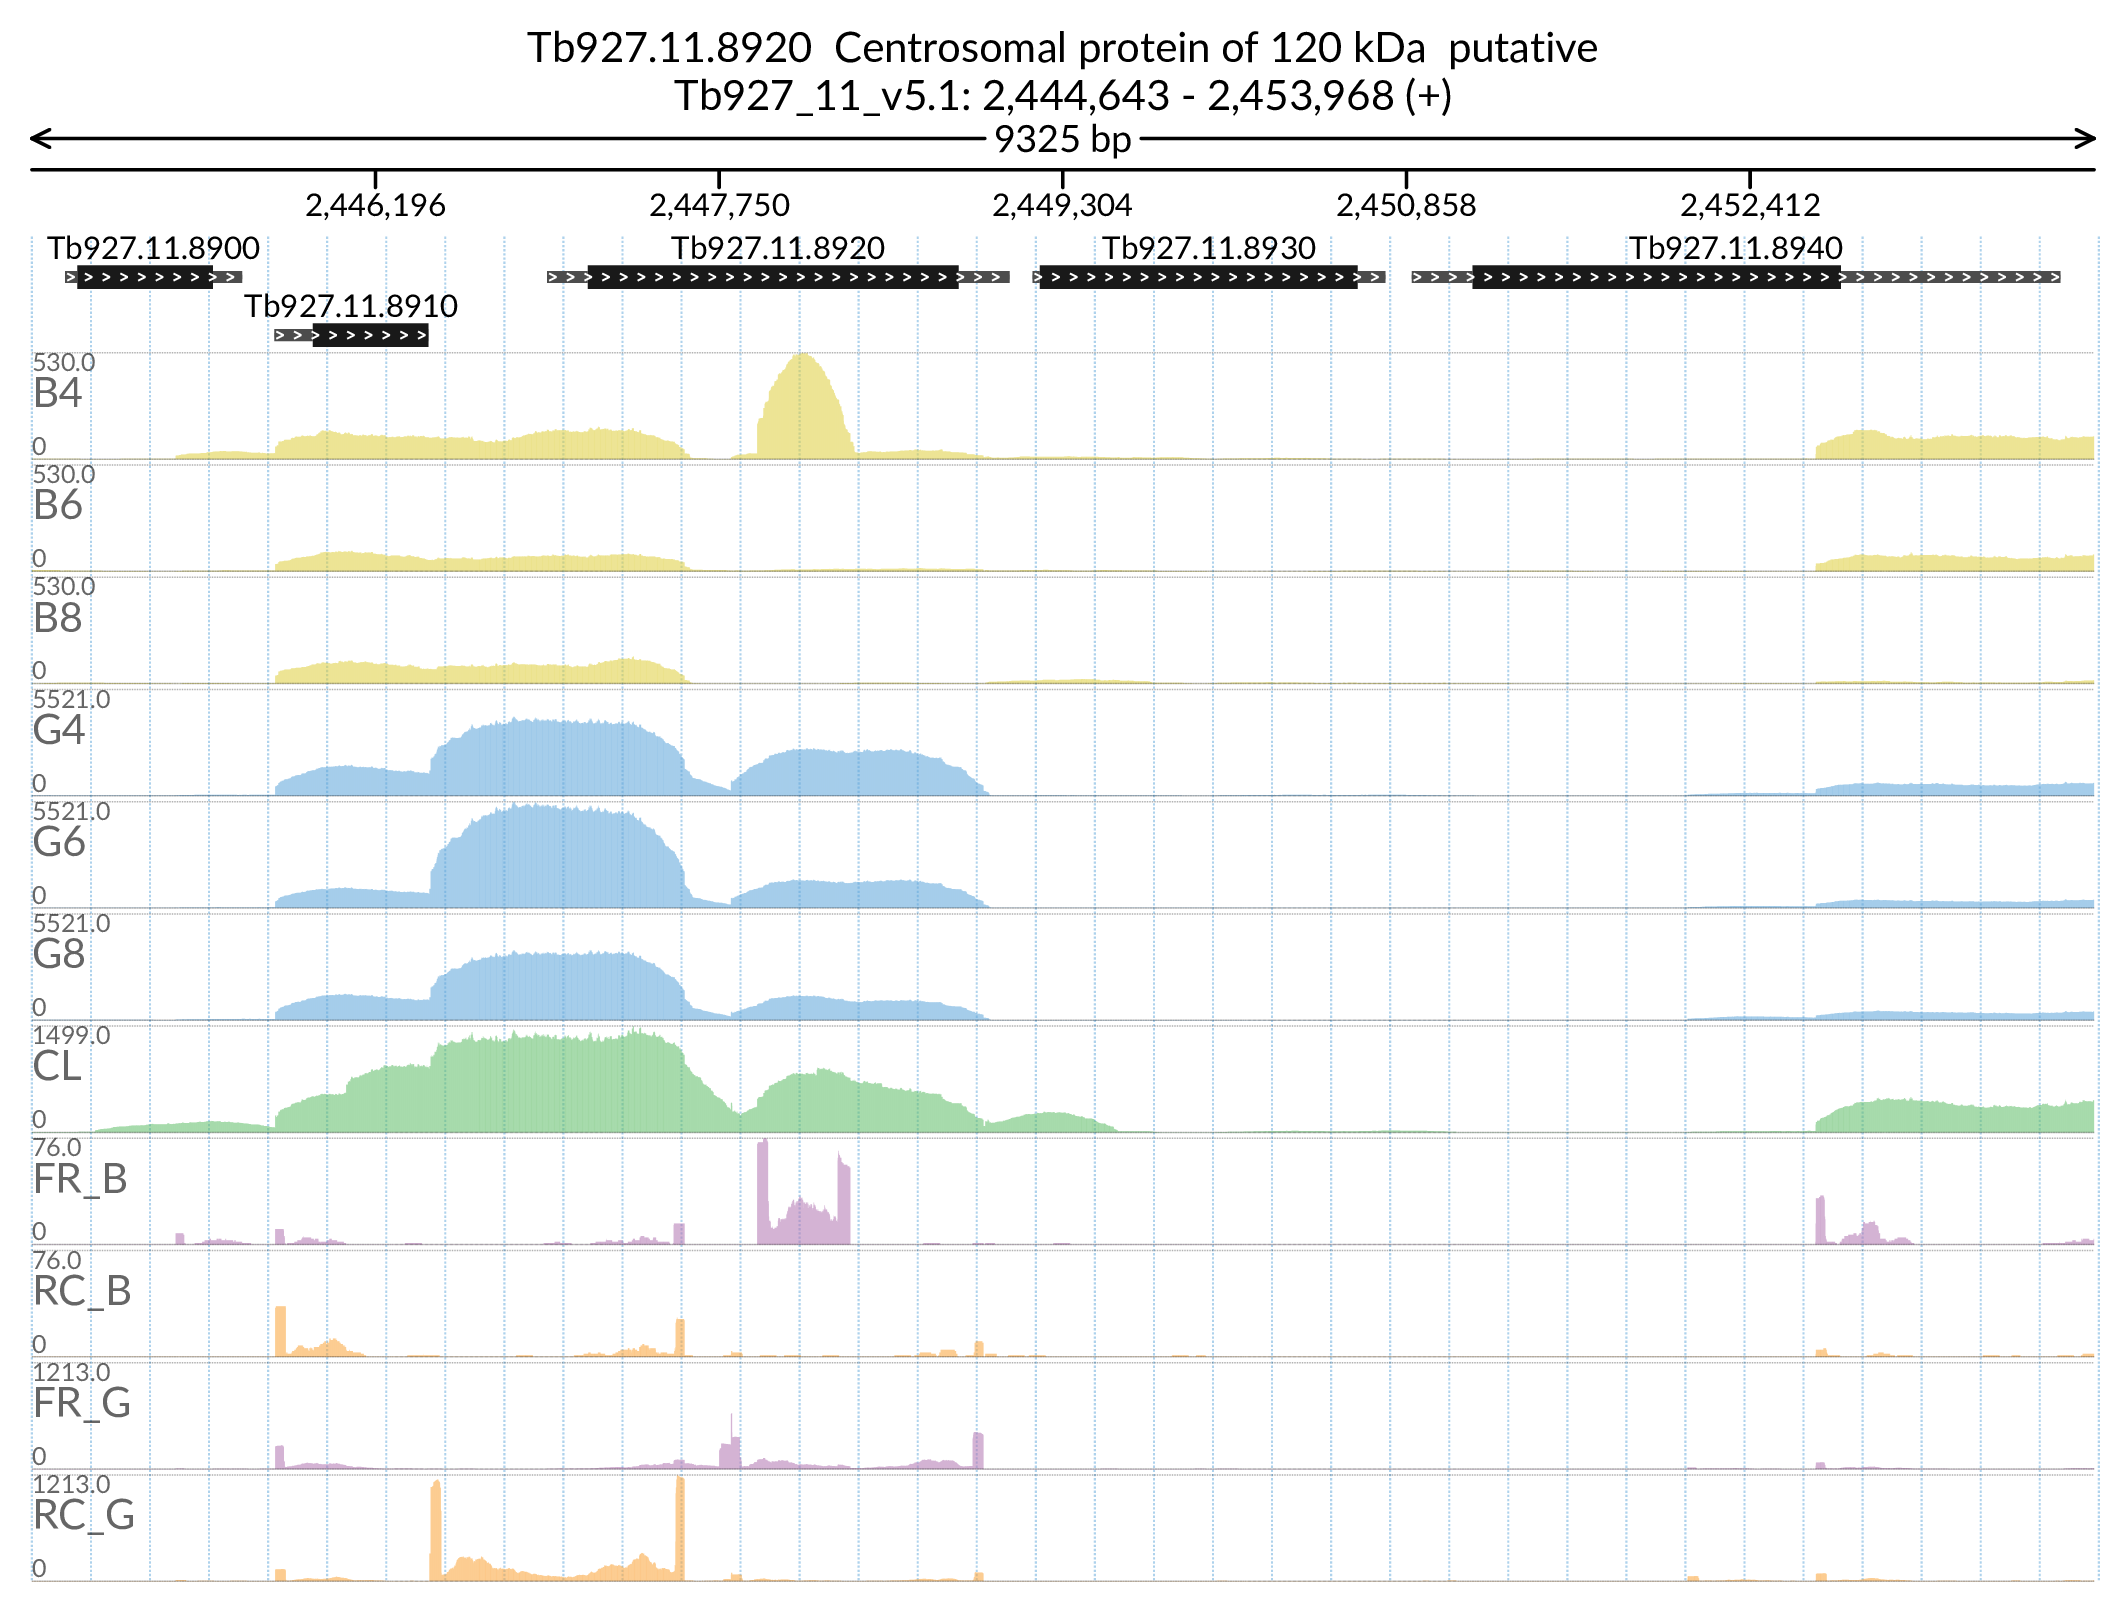 Tb927.11.8920  Centrosomal protein of 120 kDa  putative
Tb927_11_v5.1: 2,444,643 - 2,453,968 (+)
9325 bp
2,446,196 2,447,750 2,449,304 2,450,858 2,452,412
Tb927.11.8900 Tb927.11.8920 Tb927.11.8930 Tb927.11.8940
Tb927.11.8910
530.0
B4
0
530.0
B6
0
530.0
B8
0
5521.0
G4
0
5521.0
G6
0
5521.0
G8
0
1499.0
CL
0
76.0
FR_B
0
76.0
RC_B
0
1213.0
FR_G
0
1213.0
RC_G
0